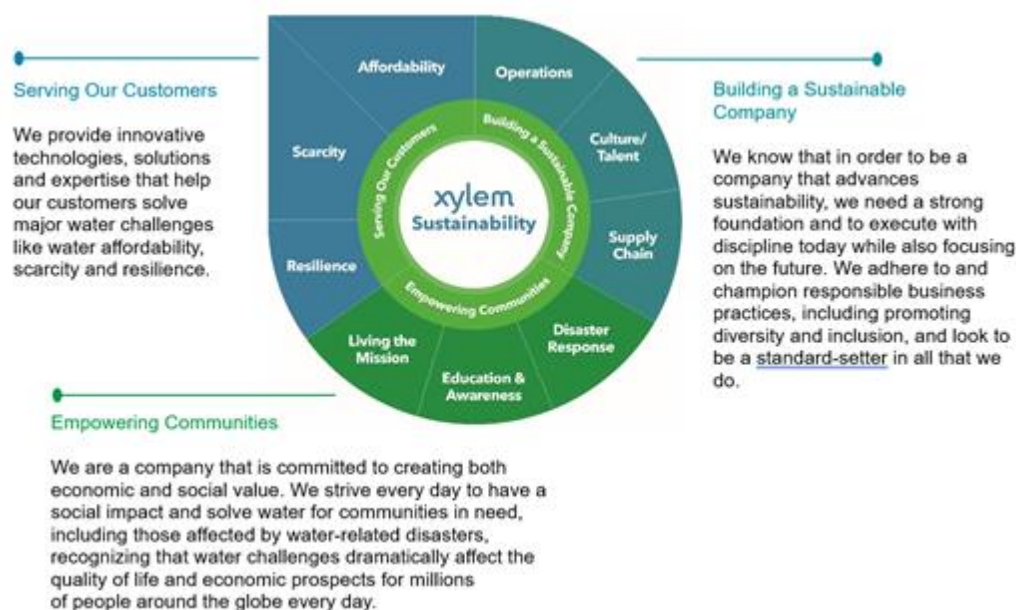 Serving Our Customers
We provide innovative
technologies, solutions
and expertise that help
our customers solve
major water challenges
like water affordability,
scarcity and resilience.
Affordability
Scarcity
Resilience
Operations
Culture/
Talent
Supply
Chain
Disaster
Response
Education &
Awareness
Living the
Mission
Serving Our Customers
Building a Sustainable Company
Empowering Communities
xylem
Sustainability
Building a Sustainable
Company
We know that in order to be a
company that advances
sustainability, we need a strong
foundation and to execute with
discipline today while also focusing
on the future. We adhere to and
champion responsible business
practices, including promoting
diversity and inclusion, and look to
be a standard-setter in all that we
do.
Empowering Communities
We are a company that is committed to creating both
economic and social value. We strive every day to have a
social impact and solve water for communities in need,
including those affected by water-related disasters,
recognizing that water challenges dramatically affect the
quality of life and economic prospects for millions
of people around the globe every day.